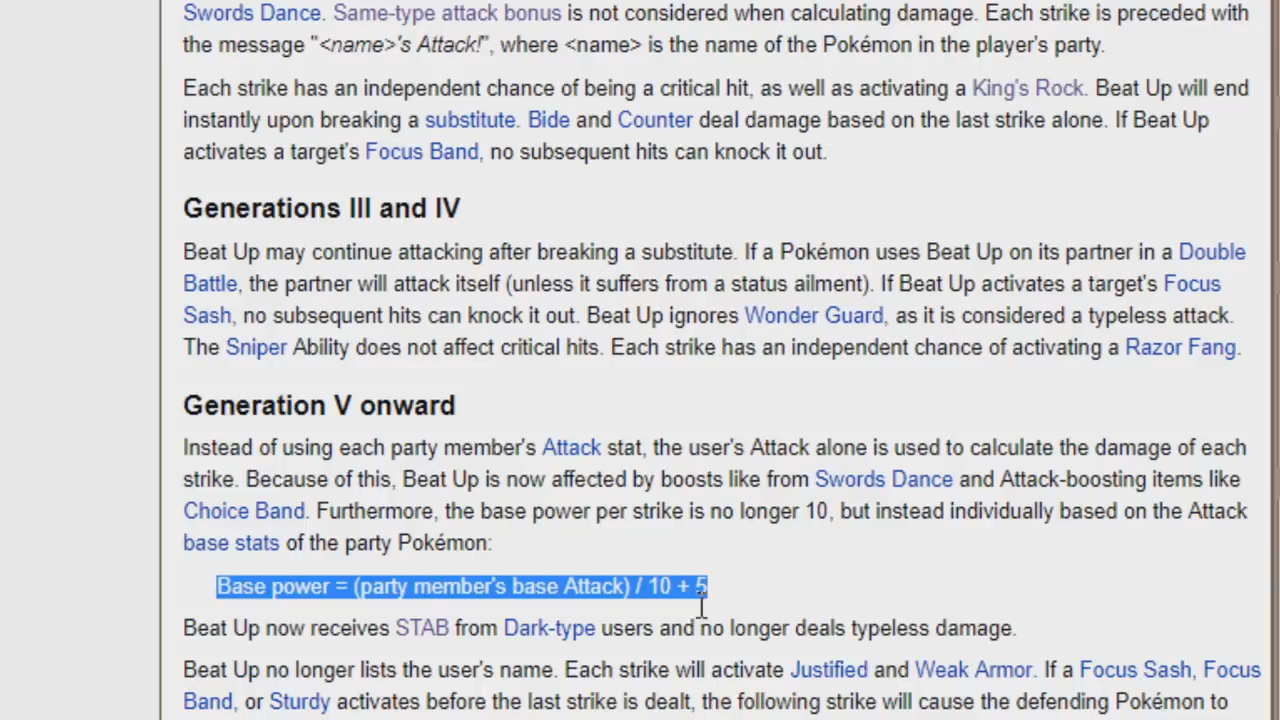 Swords Dance. Same-type attack bonus is not considered when calculating damage. Each strike is preceded with
the message "<name>'s Attack!", where <name> is the name of the Pokémon in the player's party.
Each strike has an independent chance of being a critical hit, as well as activating a King's Rock. Beat Up will end
instantly upon breaking a substitute. Bide and Counter deal damage based on the last strike alone. If Beat Up
activates a target's Focus Band, no subsequent hits can knock it out.
Generations III and IV
Beat Up may continue attacking after breaking a substitute. If a Pokémon uses Beat Up on its partner in a Double
Battle, the partner will attack itself (unless it suffers from a status ailment). If Beat Up activates a target's Focus
Sash, no subsequent hits can knock it out. Beat Up ignores Wonder Guard, as it is considered a typeless attack.
The Sniper Ability does not affect critical hits. Each strike has an independent chance of activating a Razor Fang.
Generation V onward
Instead of using each party member's Attack stat, the user's Attack alone is used to calculate the damage of each
strike. Because of this, Beat Up is now affected by boosts like from Swords Dance and Attack-boosting items like
Choice Band. Furthermore, the base power per strike is no longer 10, but instead individually based on the Attack
base stats of the party Pokémon:
Base power = (party member's base Attack) / 10 + 5
Beat Up now receives STAB from Dark-type users and no longer deals typeless damage.
Beat Up no longer lists the user's name. Each strike will activate Justified and Weak Armor. If a Focus Sash, Focus
Band, or Sturdy activates before the last strike is dealt, the following strike will cause the defending Pokémon to